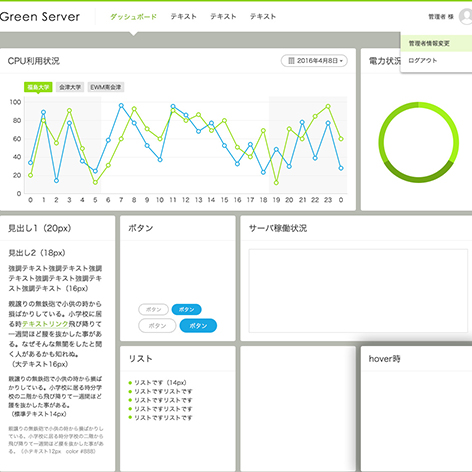 Green Server
ダッシュボード
テキスト
テキスト
テキスト
管理者 様
管理者情報変更
ログアウト
CPU利用状況
2016年4月8日
電力状況
福島大学
会津大学
EWM南会津
100
80
60
40
20
0
0 1 2 3 4 5 6 7 8 9 10 11 12 13 14 15 16 17 18 19 20 21 22 23 0
見出し1（20px）
見出し2（18px）
強調テキスト強調テキスト強調
テキスト強調テキスト強調テキ
スト強調テキスト（16px）
親譲りの無鉄砲で小供の時から
損ばかりしている。小学校に居
る時テキストリンク飛び降りて
一週間ほど腰を抜かした事があ
る。なぜそんな無闇をしたと聞
く人があるかも知れぬ。
（大テキスト16px）
親譲りの無鉄砲で小供の時から損ば
かりしている。小学校に居る時分学校
の二階から飛び降りて一週間ほど腰を
抜かした事がある。
（標準テキスト14px）
している。小学校に居る時分学校の二階から
飛び降りて一週間ほど腰を抜かした事があ
る。（小テキスト12px color #888）
ボタン
ボタン
ボタン
ボタン
ボタン
サーバ稼働状況
リスト
リストです（14px）
リストですリストです
リストですリストです
リストですリストです
リストですリストです
hover時